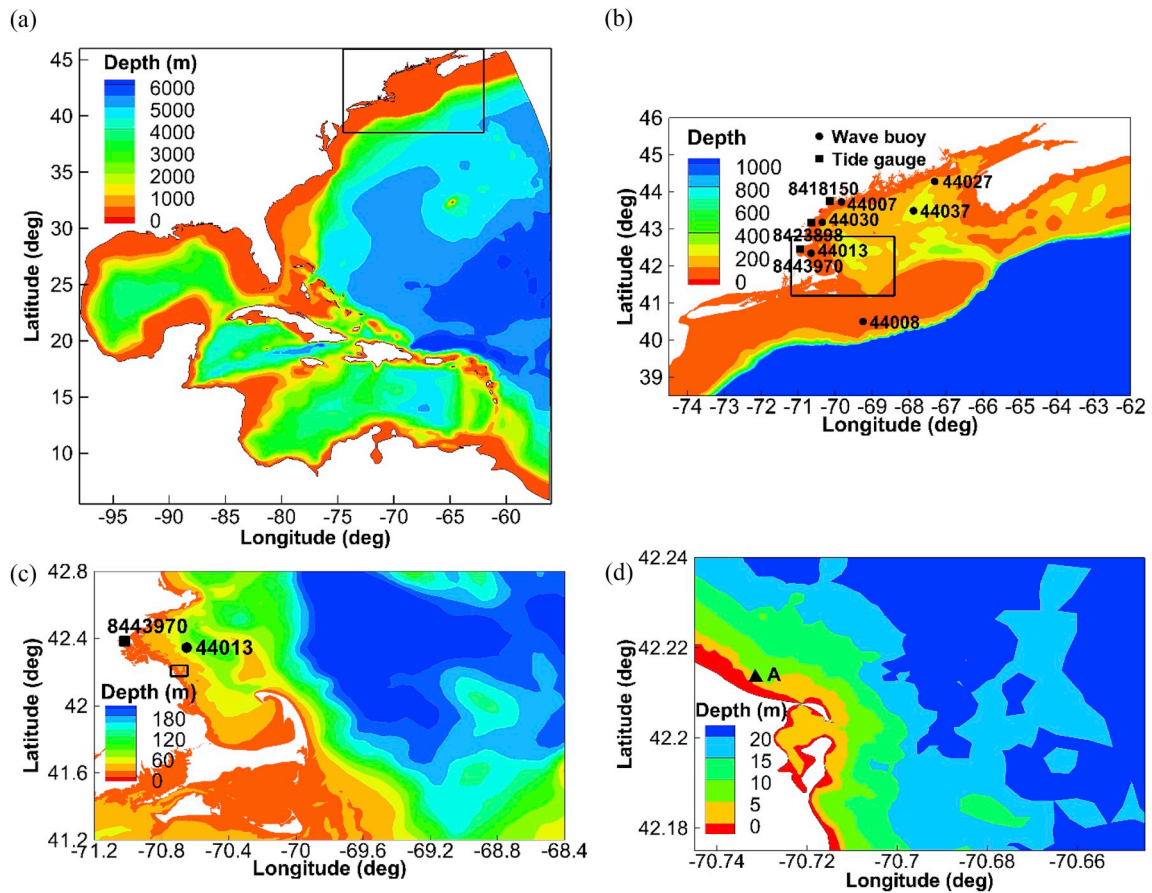 (a)
Depth (m)
6000
5000
4000
3000
2000
1000
0
45
40
35
30
25
20
15
10
Latitude (deg)
-95 -90 -85 -80 -75 -70 -65 -60
Longitude (deg)
(b)
Depth
1000
800
600
400
200
0
Wave buoy
Tide gauge
44027
8418150
44007
44037
44030
8423898
44013
8443970
44008
46
45
44
43
42
41
40
39
Latitude (deg)
-74 -73 -72 -71 -70 -69 -68 -67 -66 -65 -64 -63 -62
Longitude (deg)
(c)
42.8
42.4
42
41.6
41.2
Latitude (deg)
8443970
44013
Depth (m)
180
120
60
0
-71.2 -70.8 -70.4 -70 -69.6 -69.2 -68.8 -68.4
Longitude (deg)
(d)
42.24
42.22
42.2
42.18
Latitude (deg)
A
Depth (m)
20
15
10
5
0
-70.74 -70.72 -70.7 -70.68 -70.66
Longitude (deg)